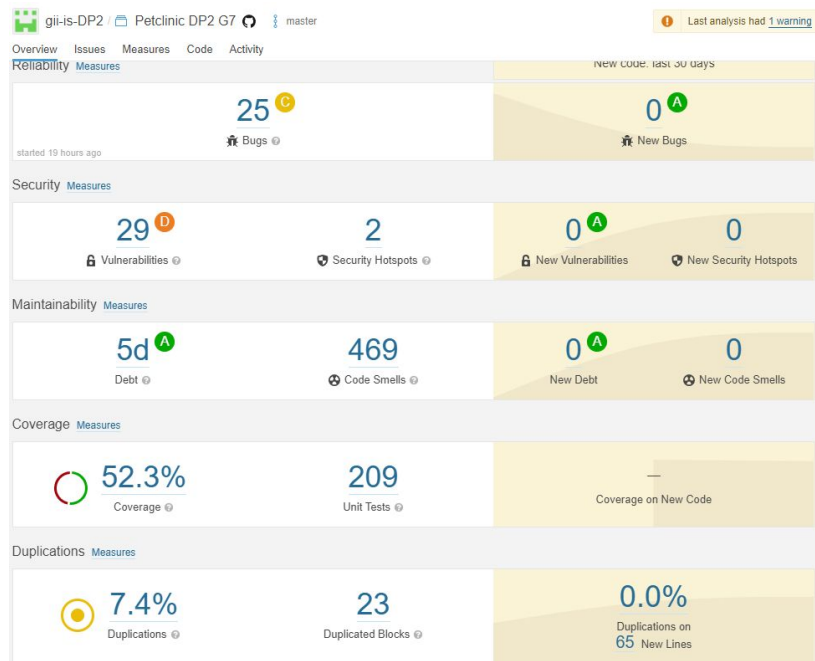 gii-is-DP2 / Petclinic DP2 G7 master
Last analysis had 1 warning
Overview Issues Measures Code Activity
Reliability Measures
New code: last 30 days
25 C
Bugs
started 19 hours ago
0 A
New Bugs
Security Measures
29 D
Vulnerabilities
2
Security Hotspots
0 A
New Vulnerabilities
0
New Security Hotspots
Maintainability Measures
5d A
Debt
469
Code Smells
0 A
New Debt
0
New Code Smells
Coverage Measures
52.3%
Coverage
209
Unit Tests
—
Coverage on New Code
Duplications Measures
7.4%
Duplications
23
Duplicated Blocks
0.0%
Duplications on
65 New Lines